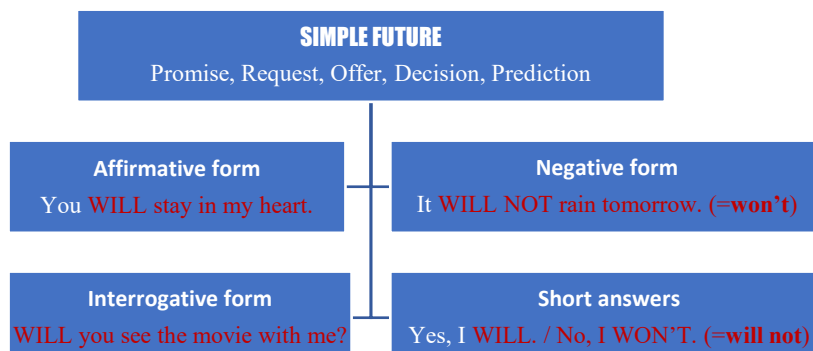 SIMPLE FUTURE
Promise, Request, Offer, Decision, Prediction
Affirmative form
You WILL stay in my heart.
Negative form
It WILL NOT rain tomorrow. (=won’t)
Interrogative form
WILL you see the movie with me?
Short answers
Yes, I WILL. / No, I WON’T. (=will not)